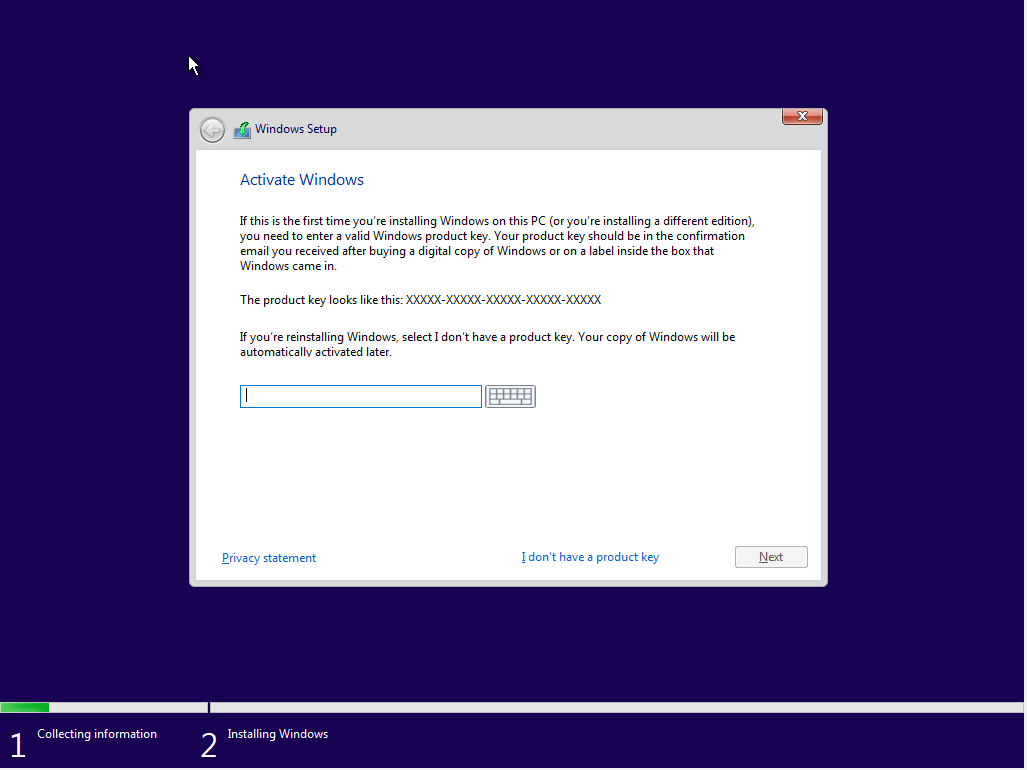 Windows Setup
Activate Windows
If this is the first time you're installing Windows on this PC (or you're installing a different edition),
you need to enter a valid Windows product key. Your product key should be in the confirmation
email you received after buying a digital copy of Windows or on a label inside the box that
Windows came in.
The product key looks like this: XXXXX-XXXXX-XXXXX-XXXXX-XXXXX
If you're reinstalling Windows, select I don't have a product key. Your copy of Windows will be
automatically activated later.
Privacy statement
I don't have a product key
Next
1 Collecting information
2 Installing Windows